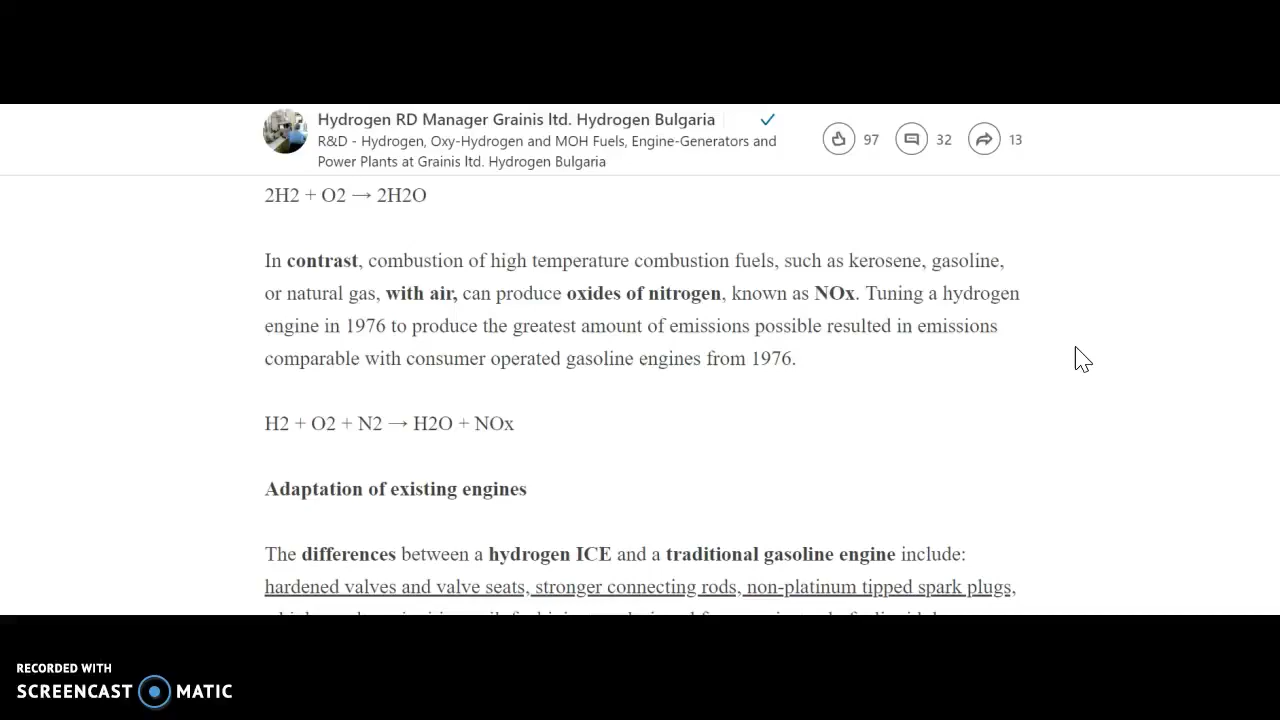 Hydrogen RD Manager Grainis ltd. Hydrogen Bulgaria
R&D - Hydrogen, Oxy-Hydrogen and MOH Fuels, Engine-Generators and
Power Plants at Grainis ltd. Hydrogen Bulgaria
97
32
13
2H2 + O2 → 2H2O
In contrast, combustion of high temperature combustion fuels, such as kerosene, gasoline,
or natural gas, with air, can produce oxides of nitrogen, known as NOx. Tuning a hydrogen
engine in 1976 to produce the greatest amount of emissions possible resulted in emissions
comparable with consumer operated gasoline engines from 1976.
H2 + O2 + N2 → H2O + NOx
Adaptation of existing engines
The differences between a hydrogen ICE and a traditional gasoline engine include:
hardened valves and valve seats, stronger connecting rods, non-platinum tipped spark plugs,
RECORDED WITH
SCREENCAST MATIC